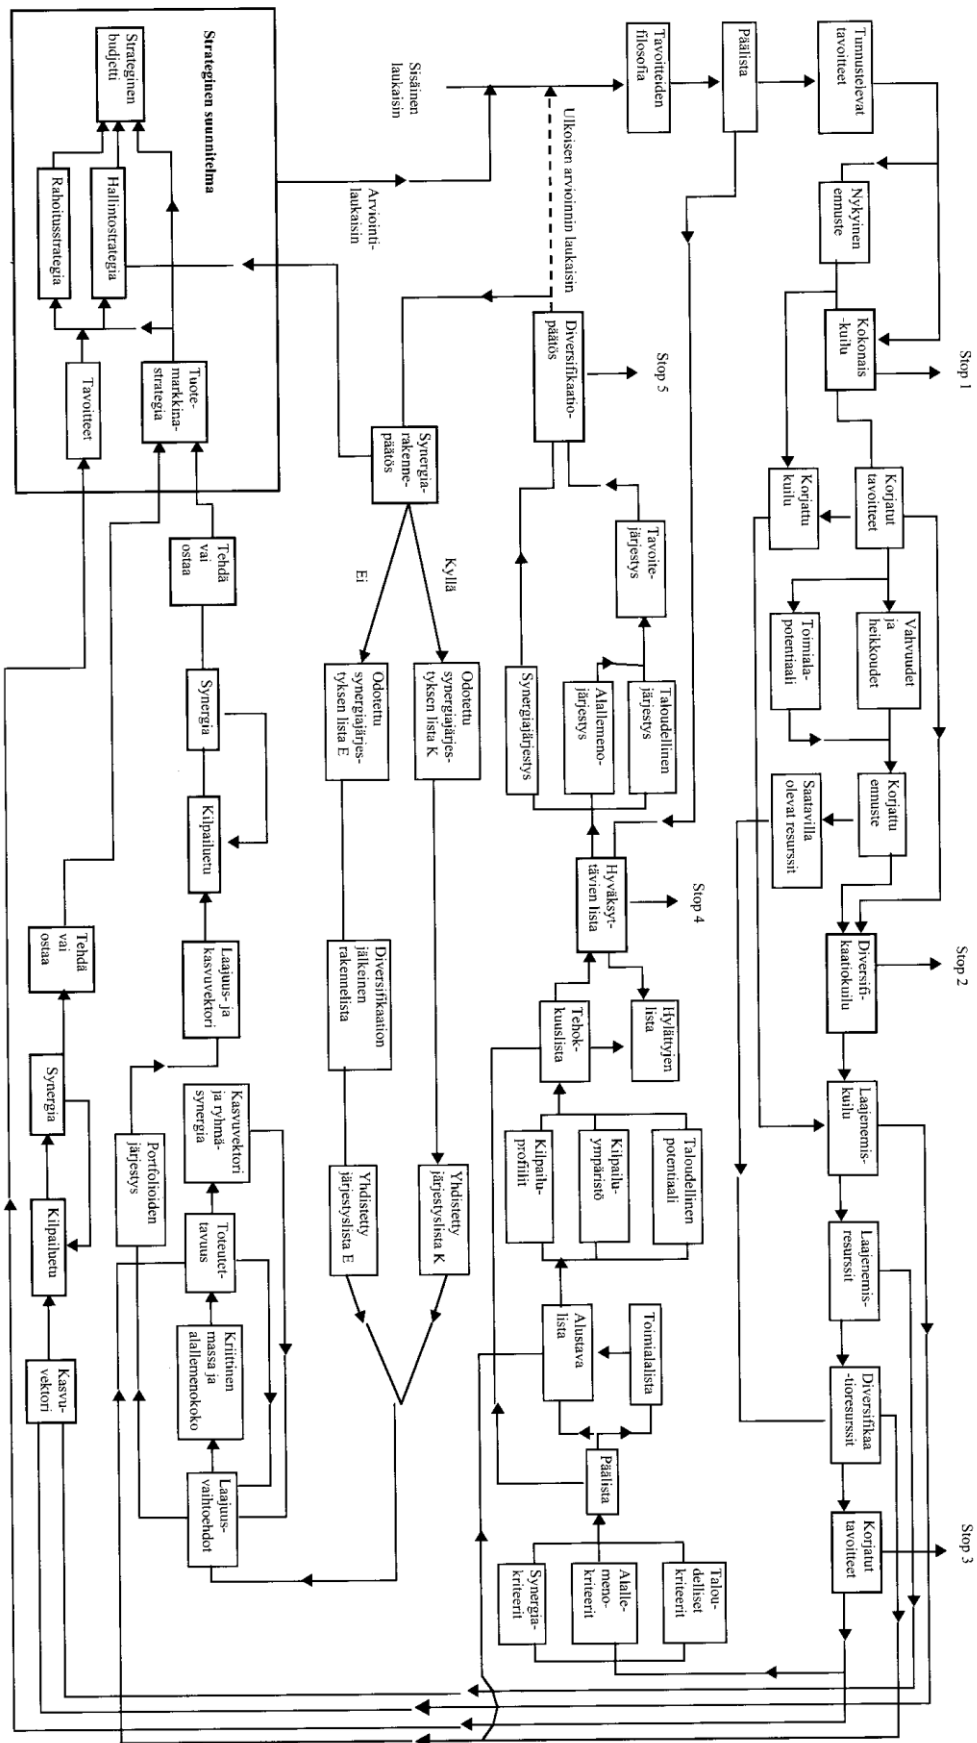 Stop 1
Stop 2
Stop 3
Tunnustelevat
tavoitteet
Nykyinen
ennuste
Kokonais
-kuilu
Korjatut
tavoitteet
Korjattu
kuilu
Vahvuudet
ja
heikkoudet
Toimiala-
potentiaali
Korjattu
ennuste
Saatavilla
olevat resurssit
Diversifi-
kaatiokuilu
Laajenemis-
kuilu
Laajenemis-
resurssit
Diversifikaa
-tioresurssit
Korjatut
tavoitteet
Päälista
Tavoitteiden
filosofia
Sisäinen
laukaisin
Arviointi-
laukaisin
Ulkoisen arvioinnin laukaisin
Stop 5
Diversifikaatio-
päätös
Tavoite-
järjestys
Taloudellinen
järjestys
Alallemeno-
järjestys
Synergiajärjestys
Stop 4
Hyväksyt-
tävien lista
Hylättyjen
lista
Tehok-
kuuslista
Taloudellinen
potentiaali
Kilpailu-
ympäristö
Kilpailu-
profiilit
Toimialalista
Alustava
lista
Päälista
Talou-
delliset
kriteerit
Alalle-
meno-
kriteerit
Synergia-
kriteerit
Synergia-
rakenne-
päätös
Kyllä
Ei
Odotettu
synergiajärjes-
tyksen lista K
Odotettu
synergiajärjes-
tyksen lista E
Diversifikaation
jälkeinen
rakennelista
Yhdistetty
järjestyslista K
Yhdistetty
järjestyslista E
Strateginen suunnitelma
Strateginen
budjetti
Hallintostrategia
Rahoitusstrategia
Tuote-
markkina-
strategia
Tavoitteet
Tehdä
vai
ostaa
Synergia
Kilpailuetu
Laajuus- ja
kasvuvektori
Kasvuvektori
ja ryhmä-
synergia
Portfolioiden
järjestys
Toteutet-
tavuus
Kriittinen
massa ja
alallemenokoko
Laajuus-
vaihtoehdot
Tehdä
vai
ostaa
Synergia
Kilpailuetu
Kasvu-
vektori